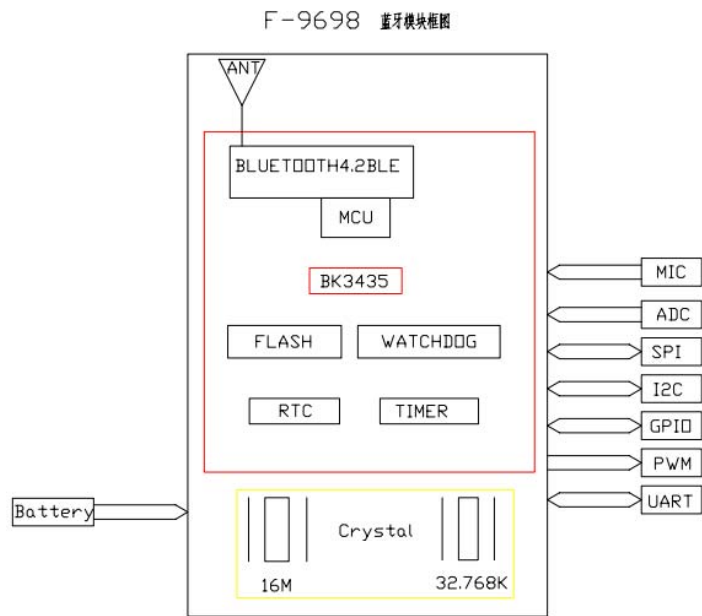 F-9698 蓝牙模块框图
ANT
BLUETOOTH4.2BLE
MCU
BK3435
FLASH WATCHDOG
RTC TIMER
MIC
ADC
SPI
I2C
GPIO
PWM
UART
Battery
Crystal
16M 32.768K